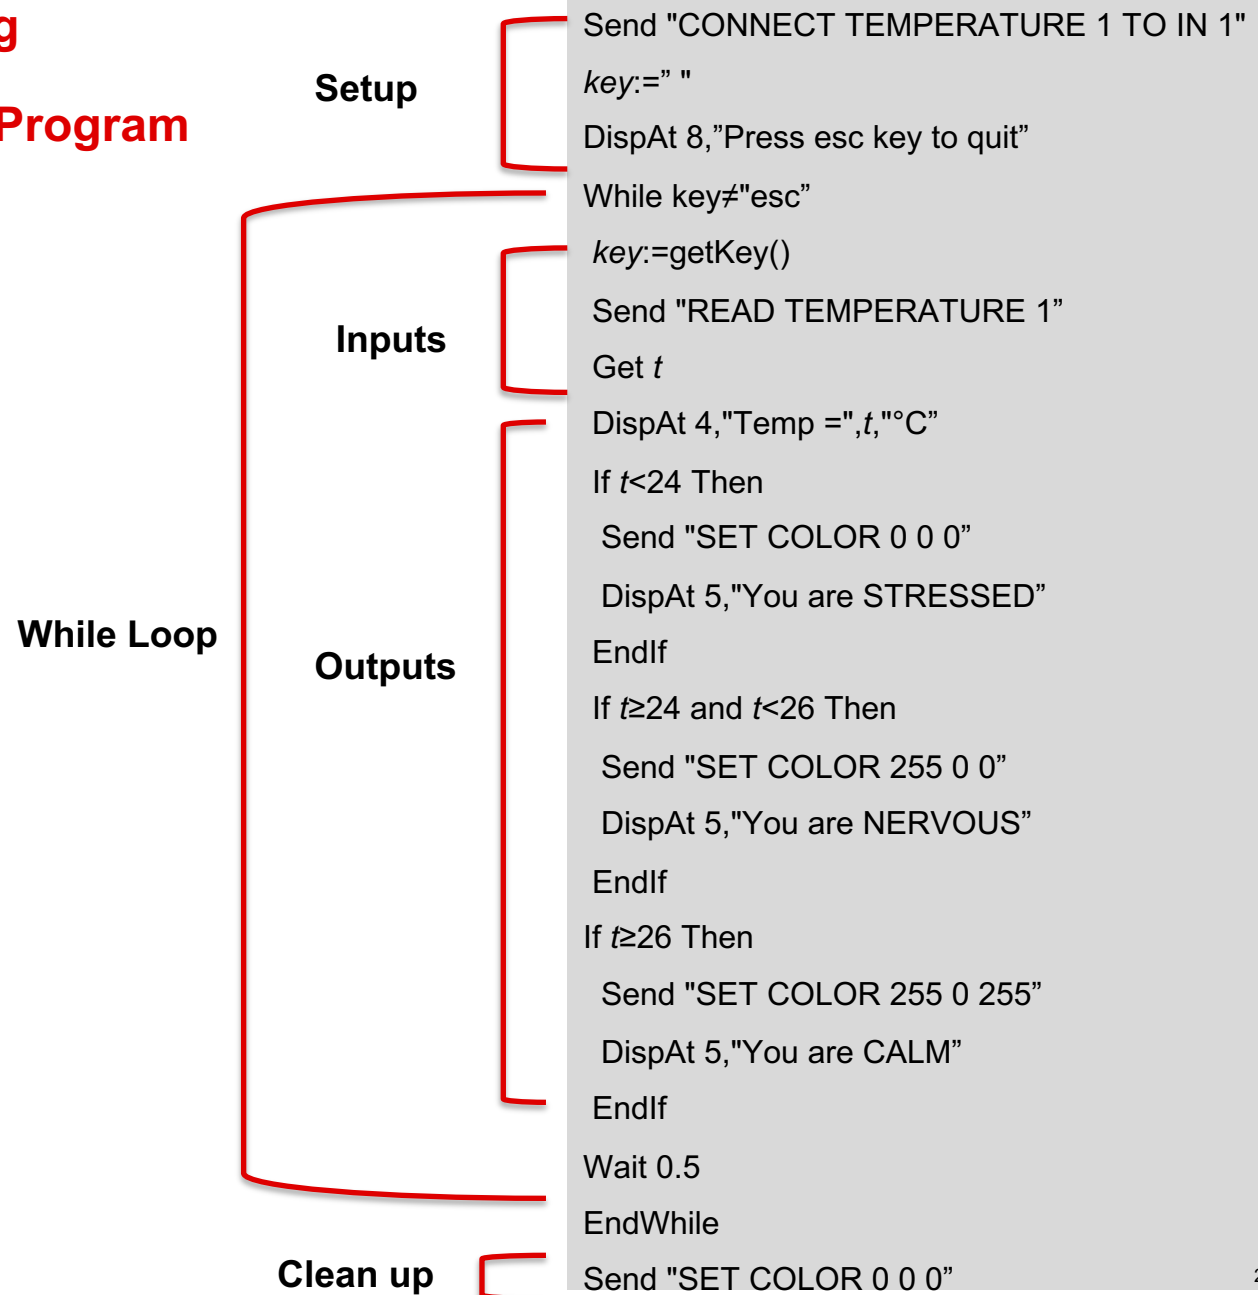 g
Program
Setup
Send "CONNECT TEMPERATURE 1 TO IN 1"
key:=” "
DispAt 8,”Press esc key to quit”
While Loop
While key≠"esc”
Inputs
key:=getKey()
Send "READ TEMPERATURE 1”
Get t
Outputs
DispAt 4,"Temp =",t,"°C”
If t<24 Then
Send "SET COLOR 0 0 0”
DispAt 5,"You are STRESSED”
EndIf
If t≥24 and t<26 Then
Send "SET COLOR 255 0 0”
DispAt 5,"You are NERVOUS”
EndIf
If t≥26 Then
Send "SET COLOR 255 0 255”
DispAt 5,"You are CALM”
EndIf
Wait 0.5
EndWhile
Clean up
Send "SET COLOR 0 0 0”